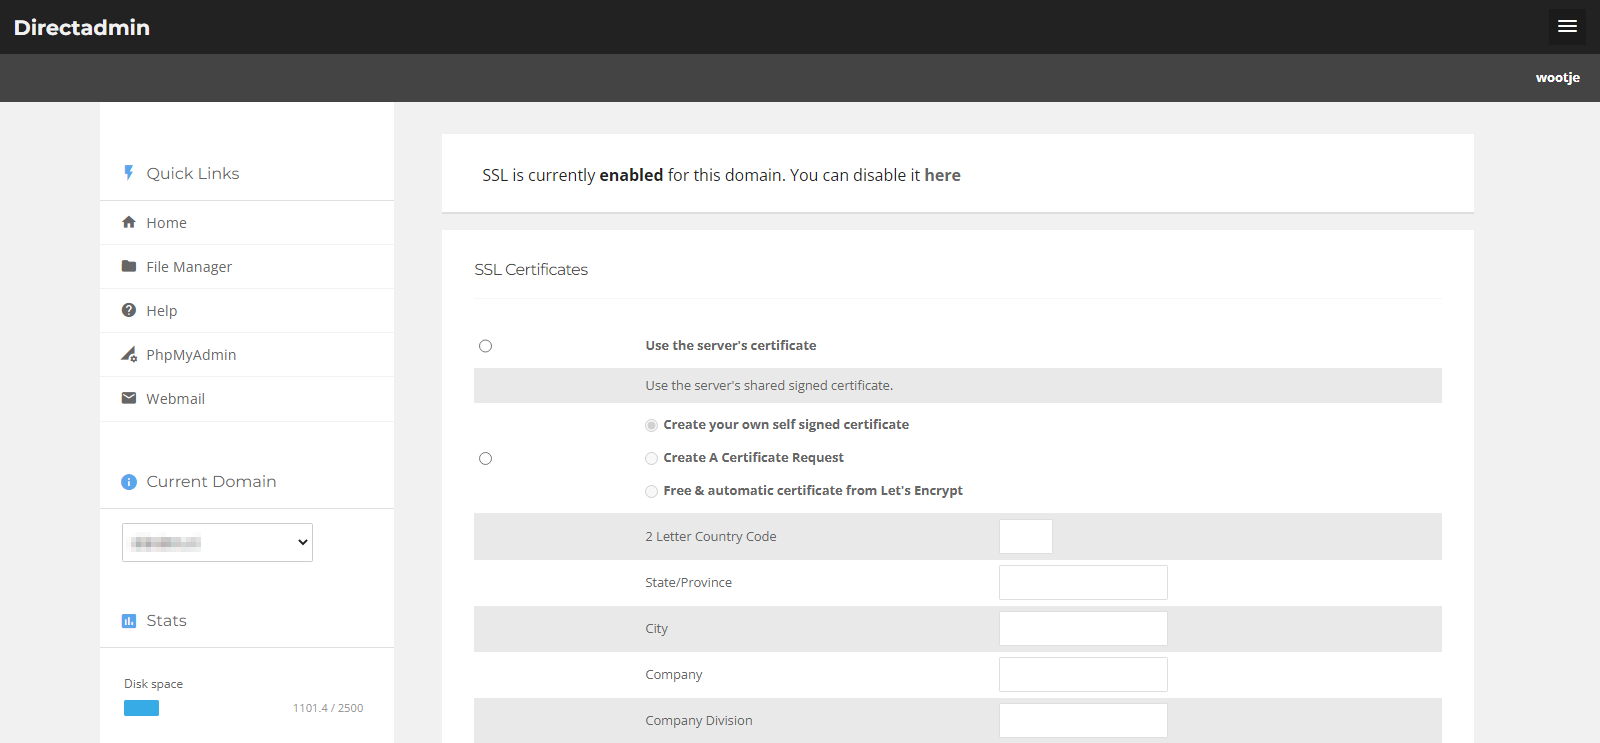 Directadmin
wootje
Quick Links
Home
File Manager
Help
PhpMyAdmin
Webmail
Current Domain
Stats
Disk space
1101.4 / 2500
SSL is currently enabled for this domain. You can disable it here
SSL Certificates
Use the server's certificate
Use the server's shared signed certificate.
Create your own self signed certificate
Create A Certificate Request
Free & automatic certificate from Let's Encrypt
2 Letter Country Code
State/Province
City
Company
Company Division